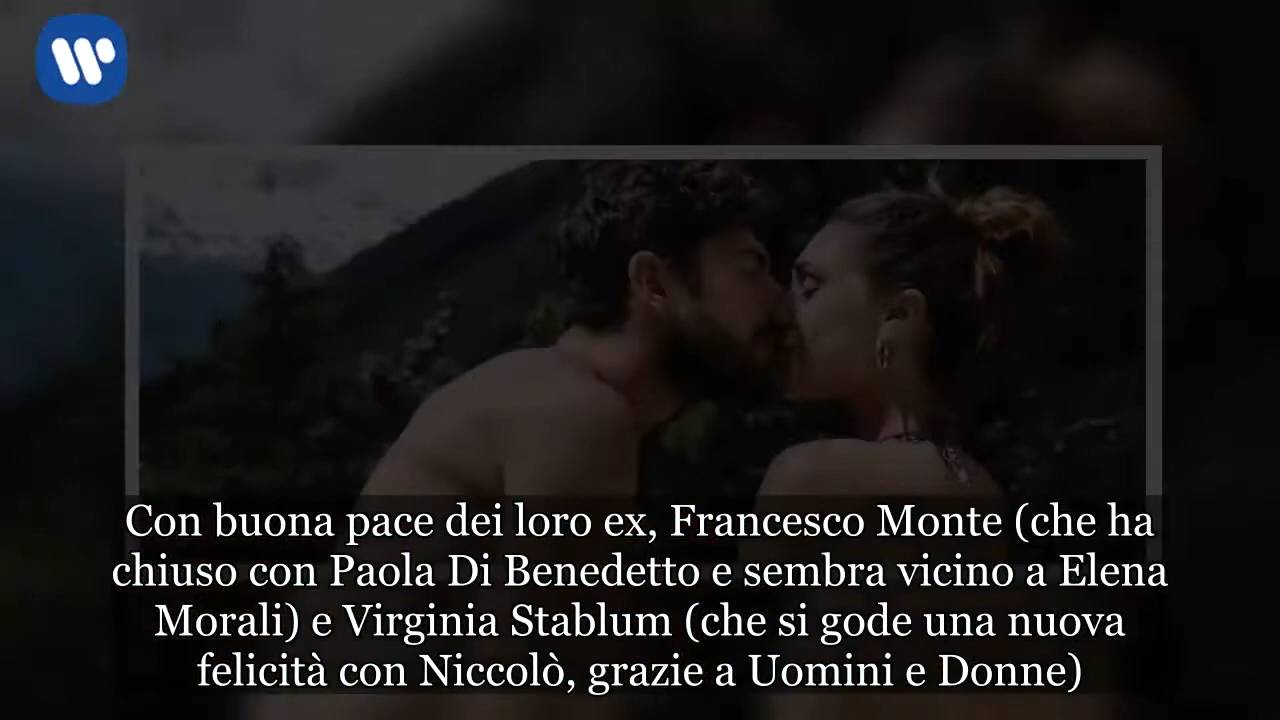 Con buona pace dei loro ex, Francesco Monte (che ha
chiuso con Paola Di Benedetto e sembra vicino a Elena
Morali) e Virginia Stablum (che si gode una nuova
felicità con Niccolò, grazie a Uomini e Donne)